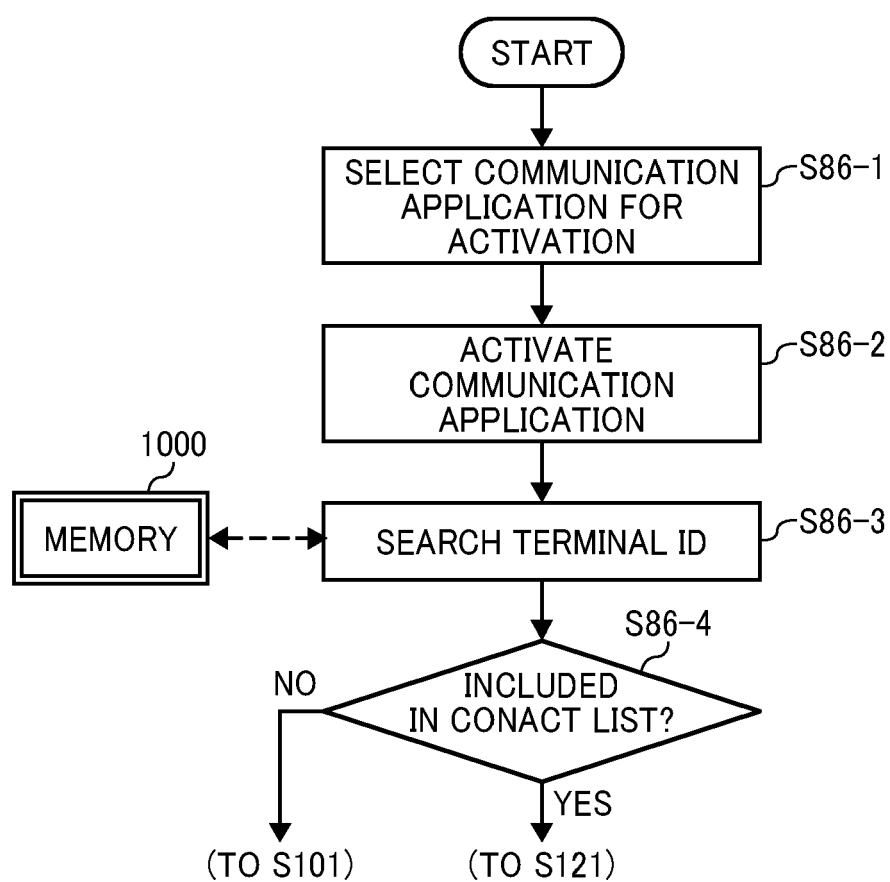 START
SELECT COMMUNICATION
APPLICATION FOR
ACTIVATION
S86-1
ACTIVATE
COMMUNICATION
APPLICATION
S86-2
1000
MEMORY
SEARCH TERMINAL ID
S86-3
S86-4
INCLUDED
IN CONACT LIST?
NO
YES
(TO S101)
(TO S121)